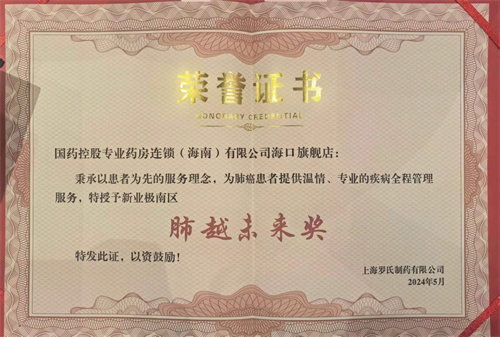 荣誉证书
HONORARY CREDENTIAL
国药控股专业药房连锁（海南）有限公司海口旗舰店：
秉承以患者为先的服务理念，为肺癌患者提供温情、专业的疾病全程管理
服务，特授予新业极南区
肺越未来奖
特发此证，以资鼓励！
上海罗氏制药有限公司
2024年5月